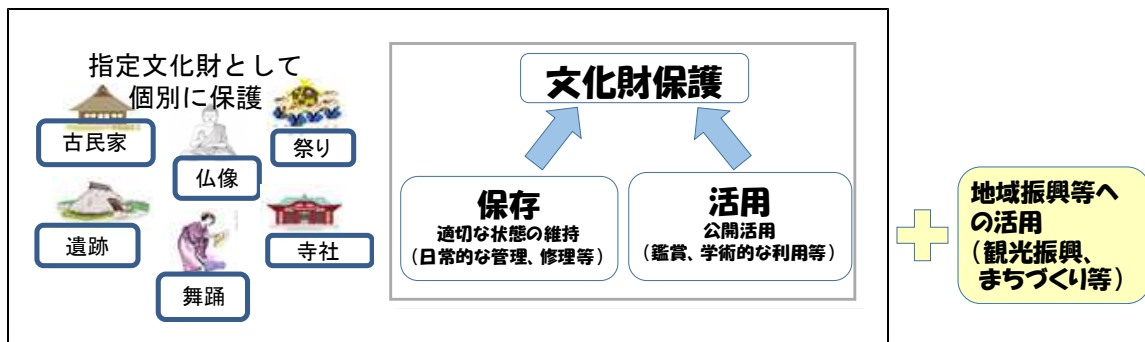 指定文化財として
個別に保護
古民家
仏像
祭り
遺跡
舞踊
寺社
文化財保護
保存
適切な状態の維持
(日常的な管理、修理等)
活用
公開活用
(鑑賞、学術的な利用等)
地域振興等へ
の活用
(観光振興、
まちづくり等)